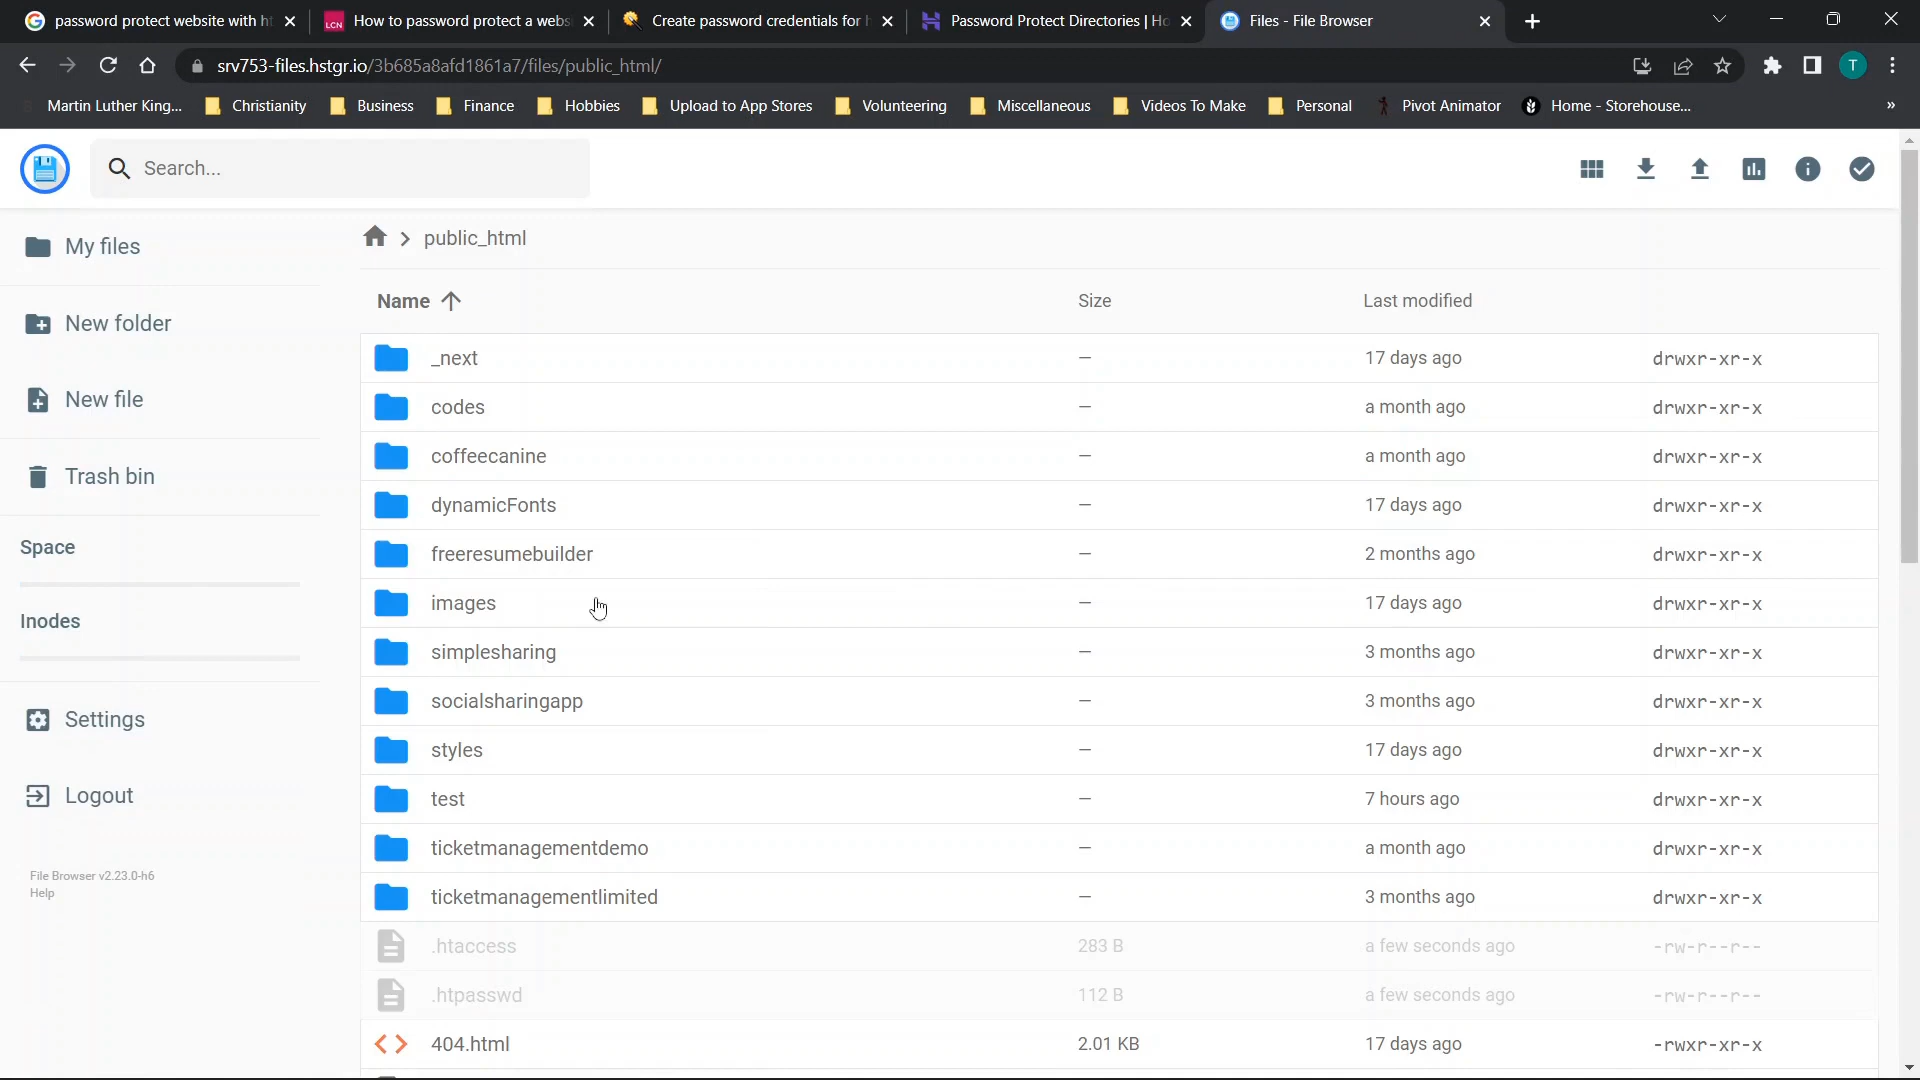 password protect website with ht
How to password protect a webs
Create password credentials for h
Password Protect Directories | Ho
Files - File Browser
srv753-files.hstgr.io/3b685a8afd1861a7/files/public_html/
T
Martin Luther King...
Christianity
Business
Finance
Hobbies
Upload to App Stores
Volunteering
Miscellaneous
Videos To Make
Personal
Pivot Animator
Home - Storehouse...
»
Search...
My files
New folder
New file
Trash bin
Space
Inodes
Settings
Logout
File Browser v2.23.0-h6
Help
public_html
Name Size Last modified
_next — 17 days ago drwxr-xr-x
codes — a month ago drwxr-xr-x
coffeecanine — a month ago drwxr-xr-x
dynamicFonts — 17 days ago drwxr-xr-x
freeresumebuilder — 2 months ago drwxr-xr-x
images — 17 days ago drwxr-xr-x
simplesharing — 3 months ago drwxr-xr-x
socialsharingapp — 3 months ago drwxr-xr-x
styles — 17 days ago drwxr-xr-x
test — 7 hours ago drwxr-xr-x
ticketmanagementdemo — a month ago drwxr-xr-x
ticketmanagementlimited — 3 months ago drwxr-xr-x
.htaccess 283 B a few seconds ago -rw-r--r--
.htpasswd 112 B a few seconds ago -rw-r--r--
404.html 2.01 KB 17 days ago -rwxr-xr-x